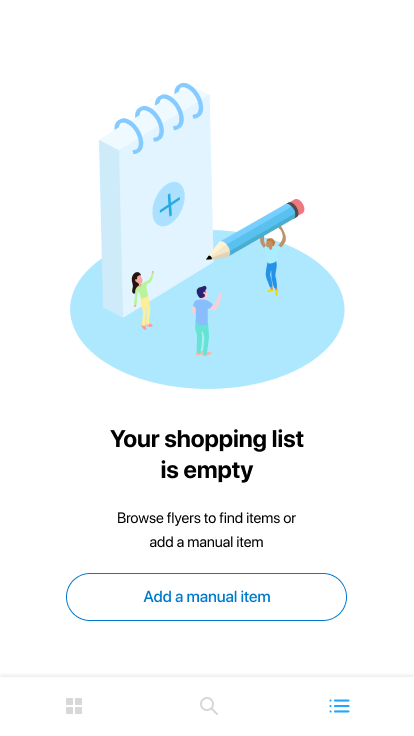 Your shopping list
is empty
Browse flyers to find items or
add a manual item
Add a manual item